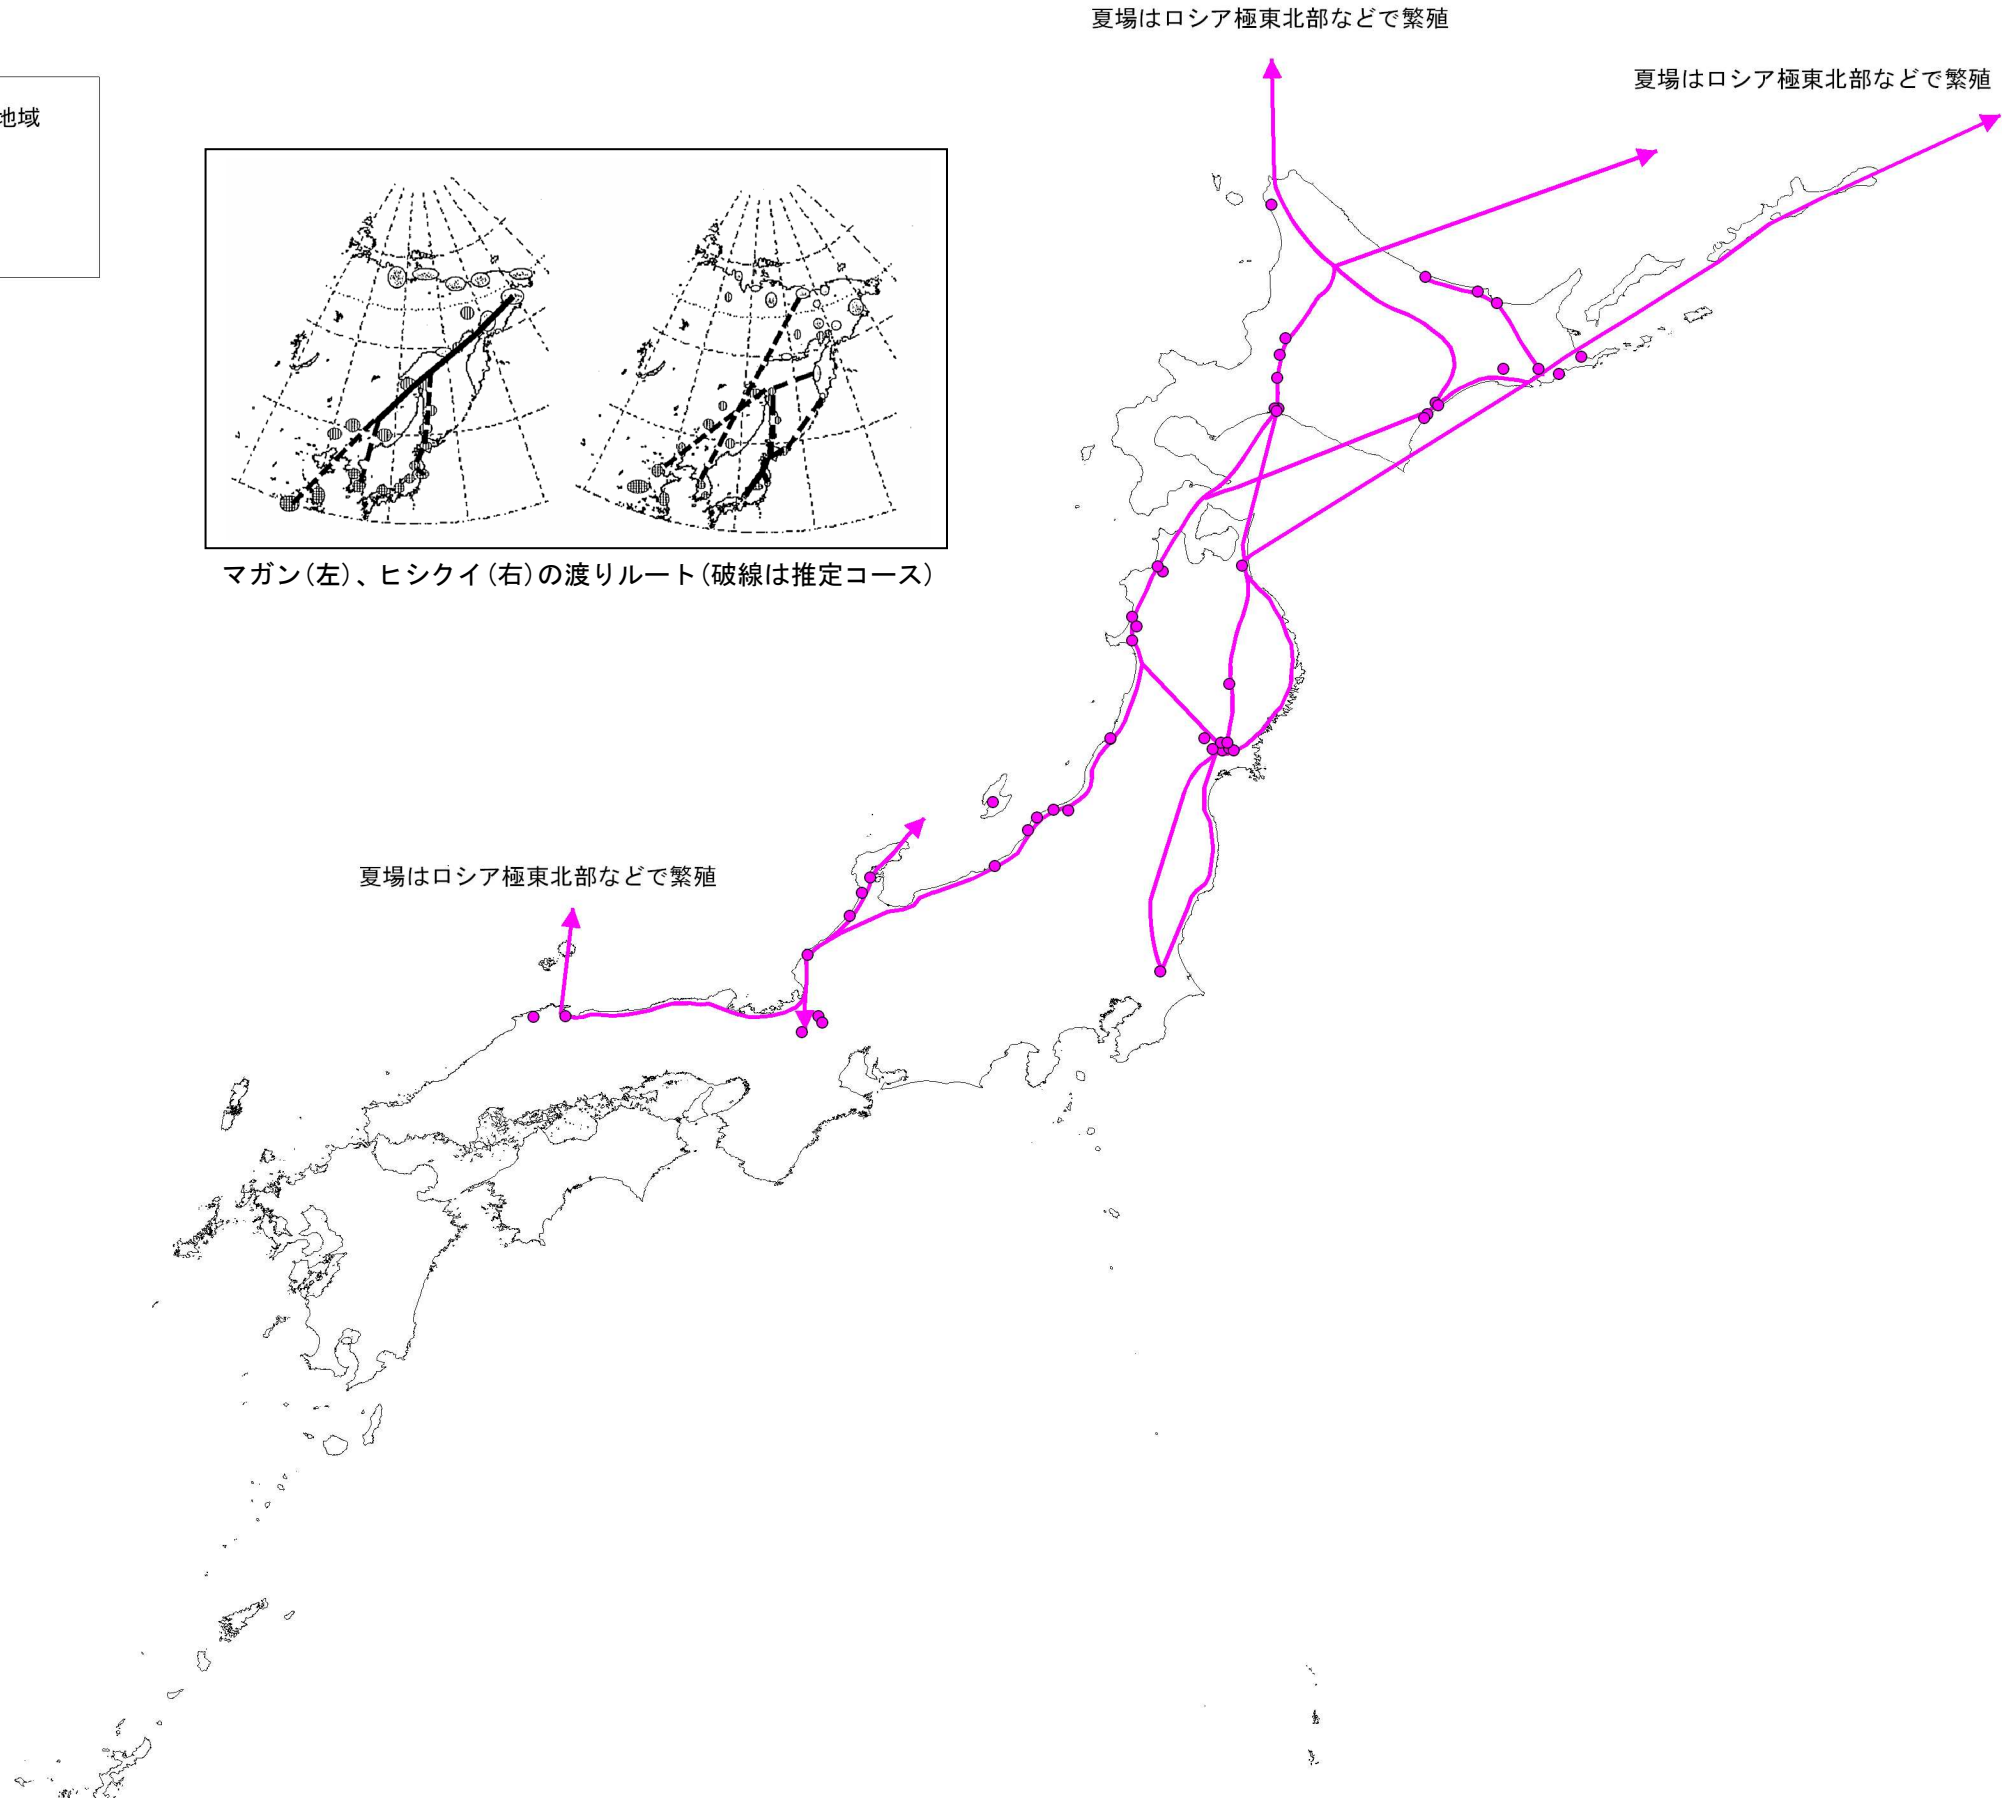 夏場はロシア極東北部などで繁殖
夏場はロシア極東北部などで繁殖
地域
マガン(左)、ヒシクイ(右)の渡りルート(破線は推定コース)
夏場はロシア極東北部などで繁殖